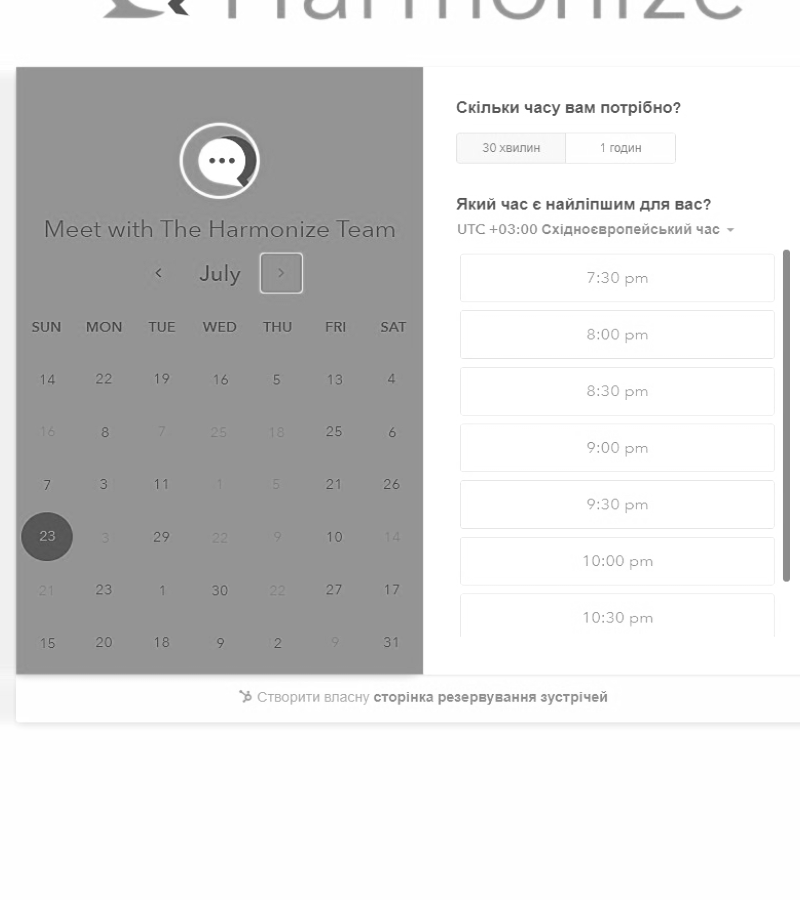 Harmonize
Meet with The Harmonize Team
July
SUN MON TUE WED THU FRI SAT
14 22 19 16 5 13 4
16 8 7 25 18 25 6
7 3 11 1 5 21 26
23 3 29 22 9 10 14
21 23 1 30 22 27 17
15 20 18 9 2 9 31
Скільки часу вам потрібно?
30 хвилин 1 годин
Який час є найліпшим для вас?
UTC +03:00 Східноєвропейський час
7:30 pm
8:00 pm
8:30 pm
9:00 pm
9:30 pm
10:00 pm
10:30 pm
Створити власну сторінка резервування зустрічей